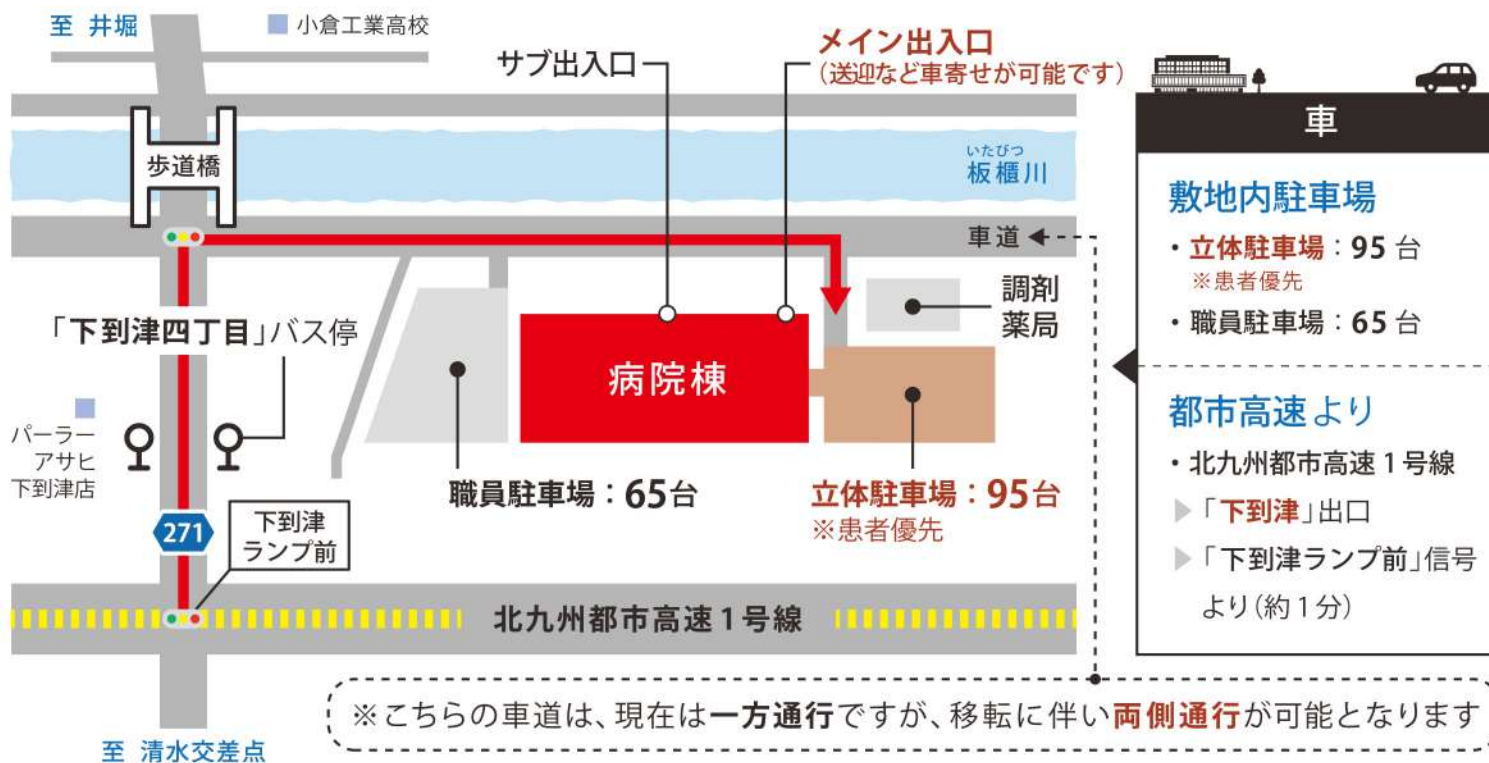 至 井堀
小倉工業高校
サブ出入口
メイン出入口
(送迎など車寄せが可能です)
歩道橋
いたびつ
板櫃川
車道
「下到津四丁目」バス停
調剤
薬局
病院棟
パーラー
アサヒ
下到津店
職員駐車場：65台
立体駐車場：95台
※患者優先
271
下到津
ランプ前
北九州都市高速1号線
※こちらの車道は、現在は一方通行ですが、移転に伴い両側通行が可能となります
至 清水交差点
車
敷地内駐車場
・立体駐車場：95 台
※患者優先
・職員駐車場：65 台
都市高速より
・北九州都市高速 1 号線
▶「下到津」出口
▶「下到津ランプ前」信号
より(約1分)